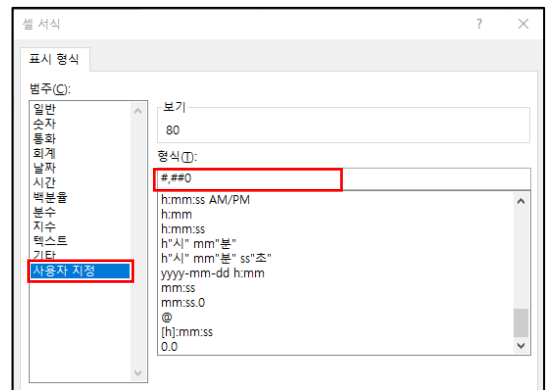 셀 서식 ? ×
표시 형식
범주(C):
일반
숫자
통화
회계
날짜
시간
백분율
분수
지수
텍스트
기타
사용자 지정
보기
80
형식(T):
#,##0
h:mm:ss AM/PM
h:mm
h:mm:ss
h"시" mm"분"
h"시" mm"분" ss"초"
yyyy-mm-dd h:mm
mm:ss
mm:ss.0
@
[h]:mm:ss
0.0